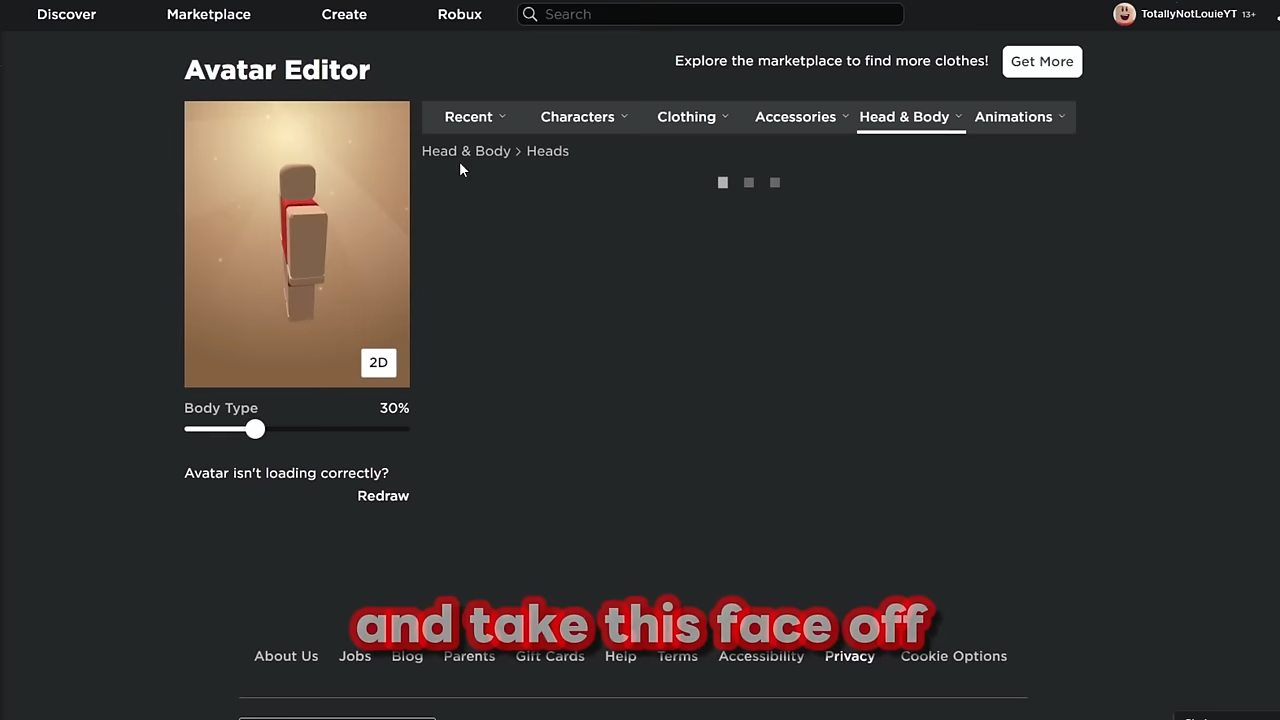 Discover Marketplace Create Robux Search TotallyNotLouieYT 13+
Avatar Editor
Explore the marketplace to find more clothes! Get More
Recent Characters Clothing Accessories Head & Body Animations
Head & Body > Heads
2D
Body Type 30%
Avatar isn't loading correctly?
Redraw
and take this face off
About Us Jobs Blog Parents Gift Cards Help Terms Accessibility Privacy Cookie Options